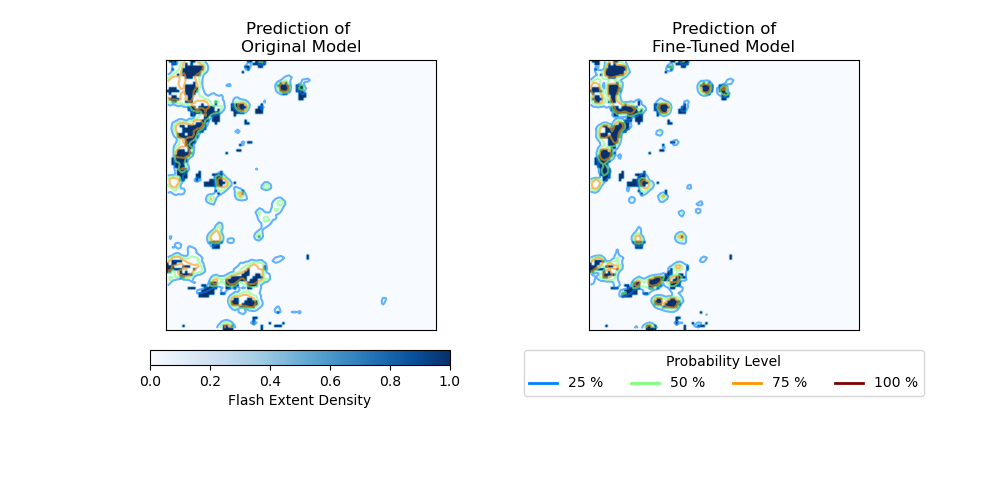 Prediction of
Original Model
Prediction of
Fine-Tuned Model
0.0 0.2 0.4 0.6 0.8 1.0
Flash Extent Density
Probability Level
25 % 50 % 75 % 100 %